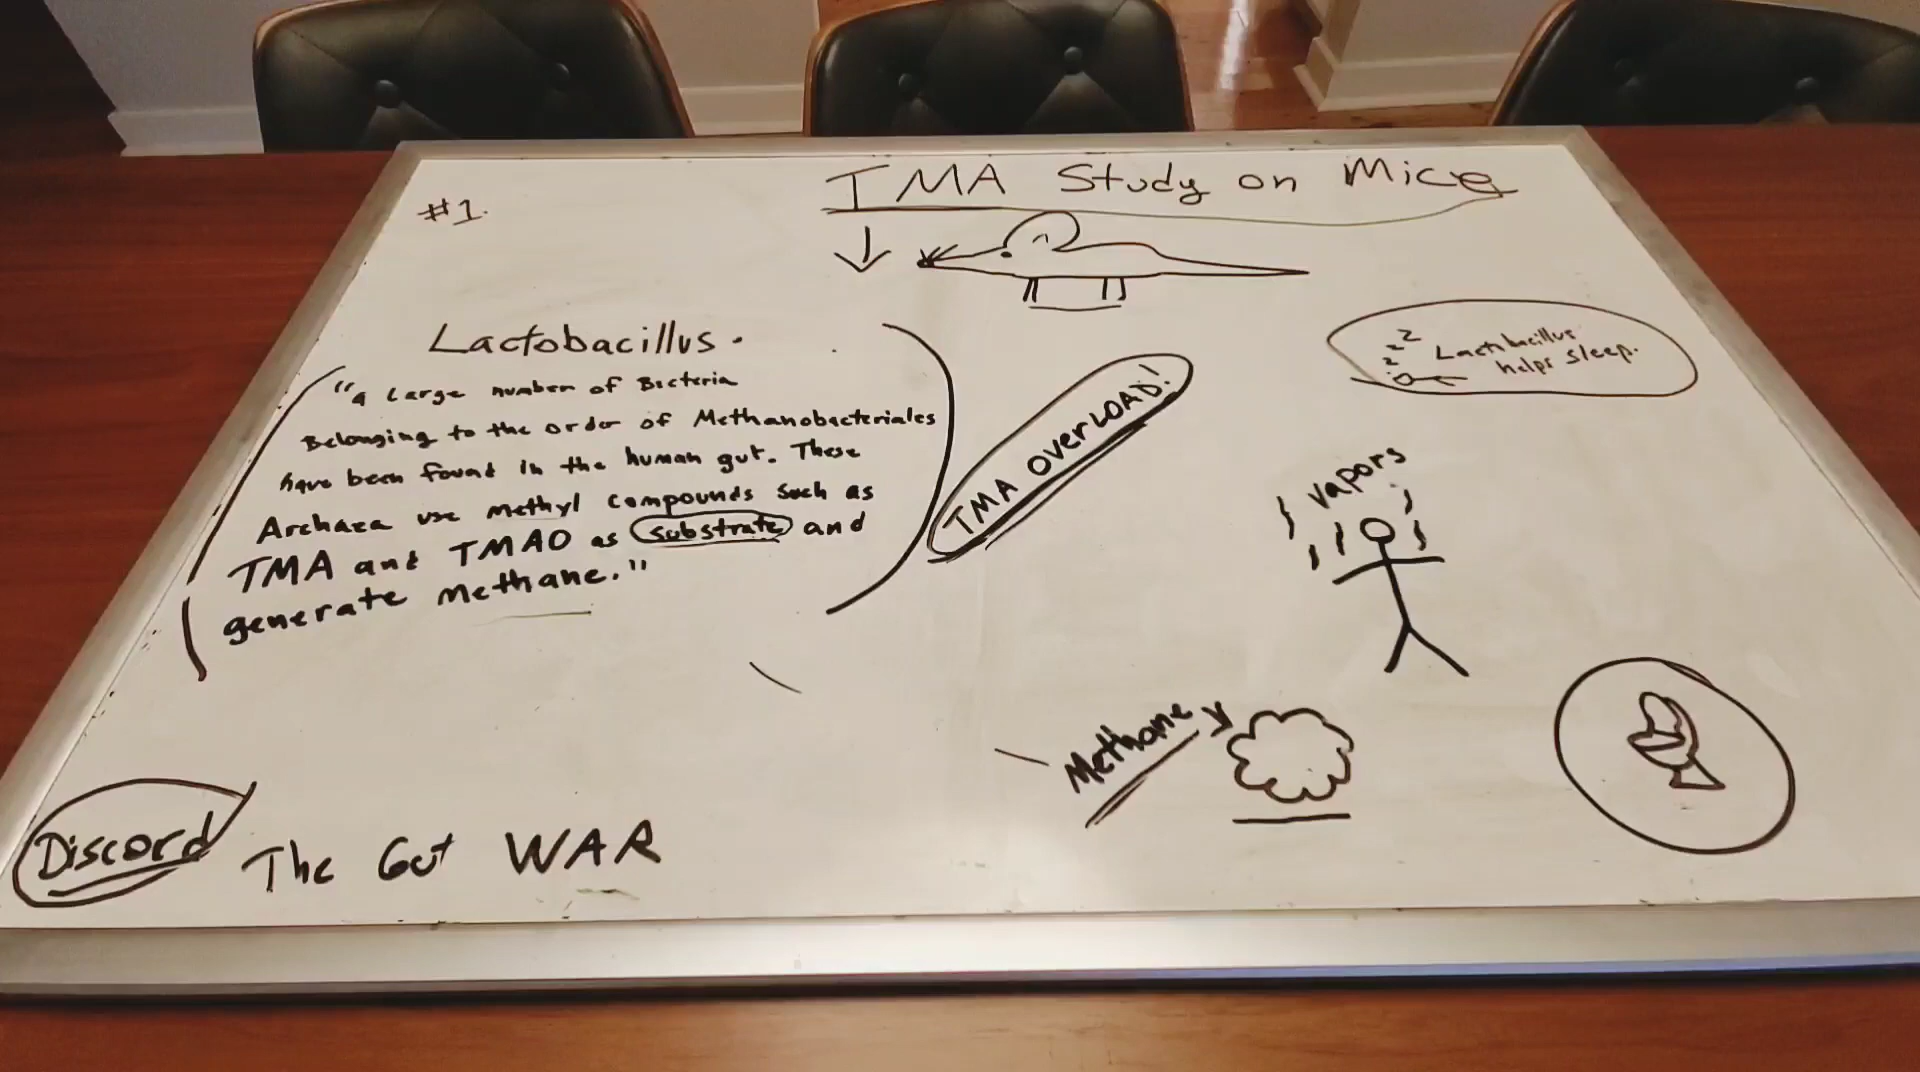 TMA Study on Mice
#1.
Lactobacillus.
"a Large number of Bacteria
Belonging to the order of Methanobacteriales
have been found in the human gut. These
Archaea use methyl compounds such as
TMA and TMAO as substrate and
generate Methane."
TMA OverLOAD!
zzz
Lactobacillus
helps sleep.
Vapors
Methane
Discord
The Gut WAR